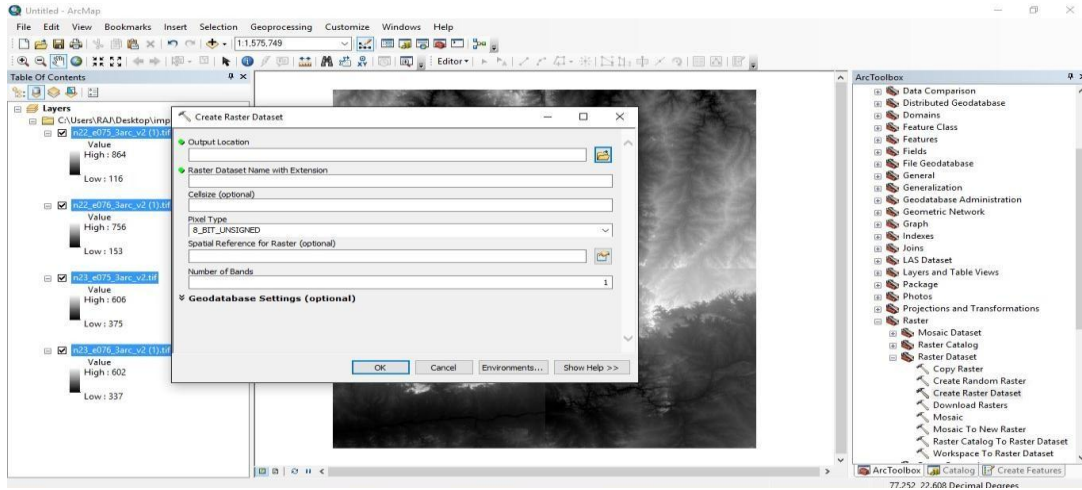 Untitled - ArcMap
File Edit View Bookmarks Insert Selection Geoprocessing Customize Windows Help
1:1,575,749
Editor
Table Of Contents
Layers
C:\Users\RAJ\Desktop\imp
n22_e075_3arc_v2 (1).tif
Value
High : 864
Low : 116
n22_e076_3arc_v2 (1).tif
Value
High : 756
Low : 153
n23_e075_3arc_v2.tif
Value
High : 606
Low : 375
n23_e076_3arc_v2 (1).tif
Value
High : 602
Low : 337
Create Raster Dataset
Output Location
Raster Dataset Name with Extension
Cellsize (optional)
Pixel Type
8_BIT_UNSIGNED
Spatial Reference for Raster (optional)
Number of Bands
1
Geodatabase Settings (optional)
OK Cancel Environments... Show Help >>
ArcToolbox
Data Comparison
Distributed Geodatabase
Domains
Feature Class
Features
Fields
File Geodatabase
General
Generalization
Geodatabase Administration
Geometric Network
Graph
Indexes
Joins
LAS Dataset
Layers and Table Views
Package
Photos
Projections and Transformations
Raster
Mosaic Dataset
Raster Catalog
Raster Dataset
Copy Raster
Create Random Raster
Create Raster Dataset
Download Rasters
Mosaic
Mosaic To New Raster
Raster Catalog To Raster Dataset
Workspace To Raster Dataset
ArcToolbox Catalog Create Features
77.252 22.608 Decimal Degrees